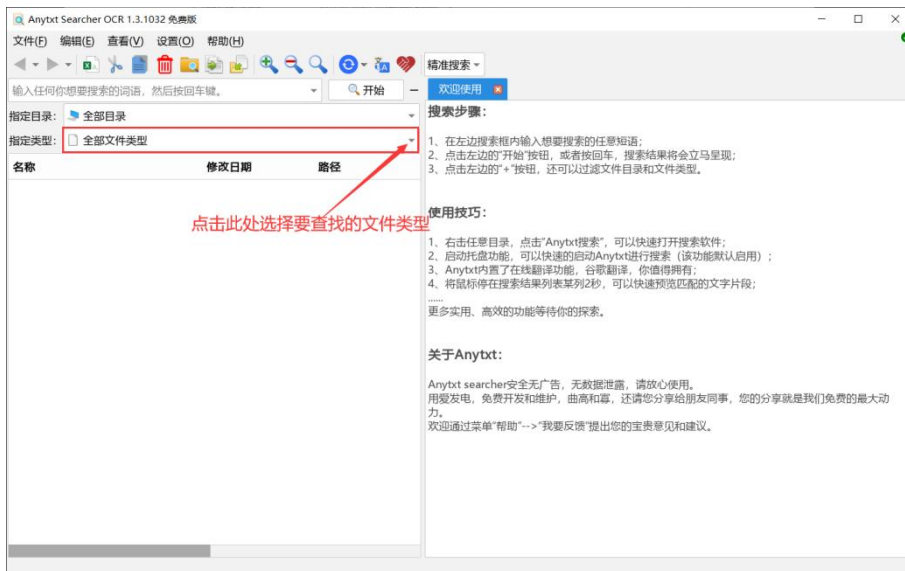 Anytxt Searcher OCR 1.3.1032 免费版
文件(F) 编辑(E) 查看(V) 设置(O) 帮助(H)
精准搜索
输入任何你想要搜索的词语，然后按回车键。 开始
欢迎使用
指定目录： 全部目录
指定类型： 全部文件类型
名称 修改日期 路径
点击此处选择要查找的文件类型
搜索步骤：
1、在左边搜索框内输入想要搜索的任意短语；
2、点击左边的"开始"按钮，或者按回车，搜索结果将会立马呈现；
3、点击左边的"+"按钮，还可以过滤文件目录和文件类型。
使用技巧：
1、右击任意目录，点击"Anytxt搜索"，可以快速打开搜索软件；
2、启动托盘功能，可以快速的启动Anytxt进行搜索（该功能默认启用）；
3、Anytxt内置了在线翻译功能，谷歌翻译，你值得拥有；
4、将鼠标停在搜索结果列表某列2秒，可以快速预览匹配的文字片段；
......
更多实用、高效的功能等待你的探索。
关于Anytxt：
Anytxt searcher安全无广告，无数据泄露，请放心使用。
用爱发电，免费开发和维护，曲高和寡，还请您分享给朋友同事，您的分享就是我们免费的最大动
力。
欢迎通过菜单"帮助"-->"我要反馈"提出您的宝贵意见和建议。